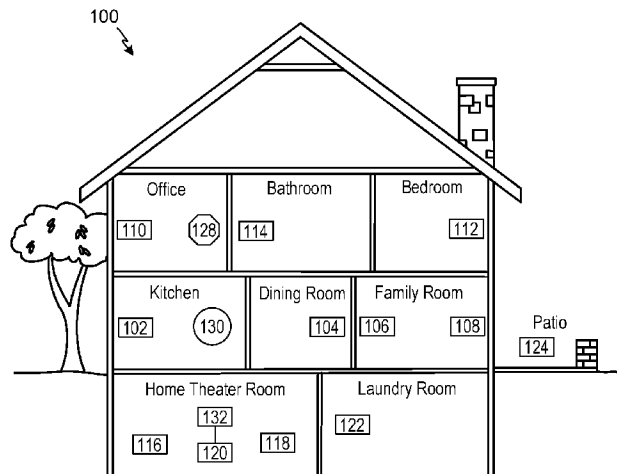 100
Office Bathroom Bedroom
110 128 114 112
Kitchen Dining Room Family Room
102 130 104 106 108
Patio
124
Home Theater Room Laundry Room
132
116 120 118 122